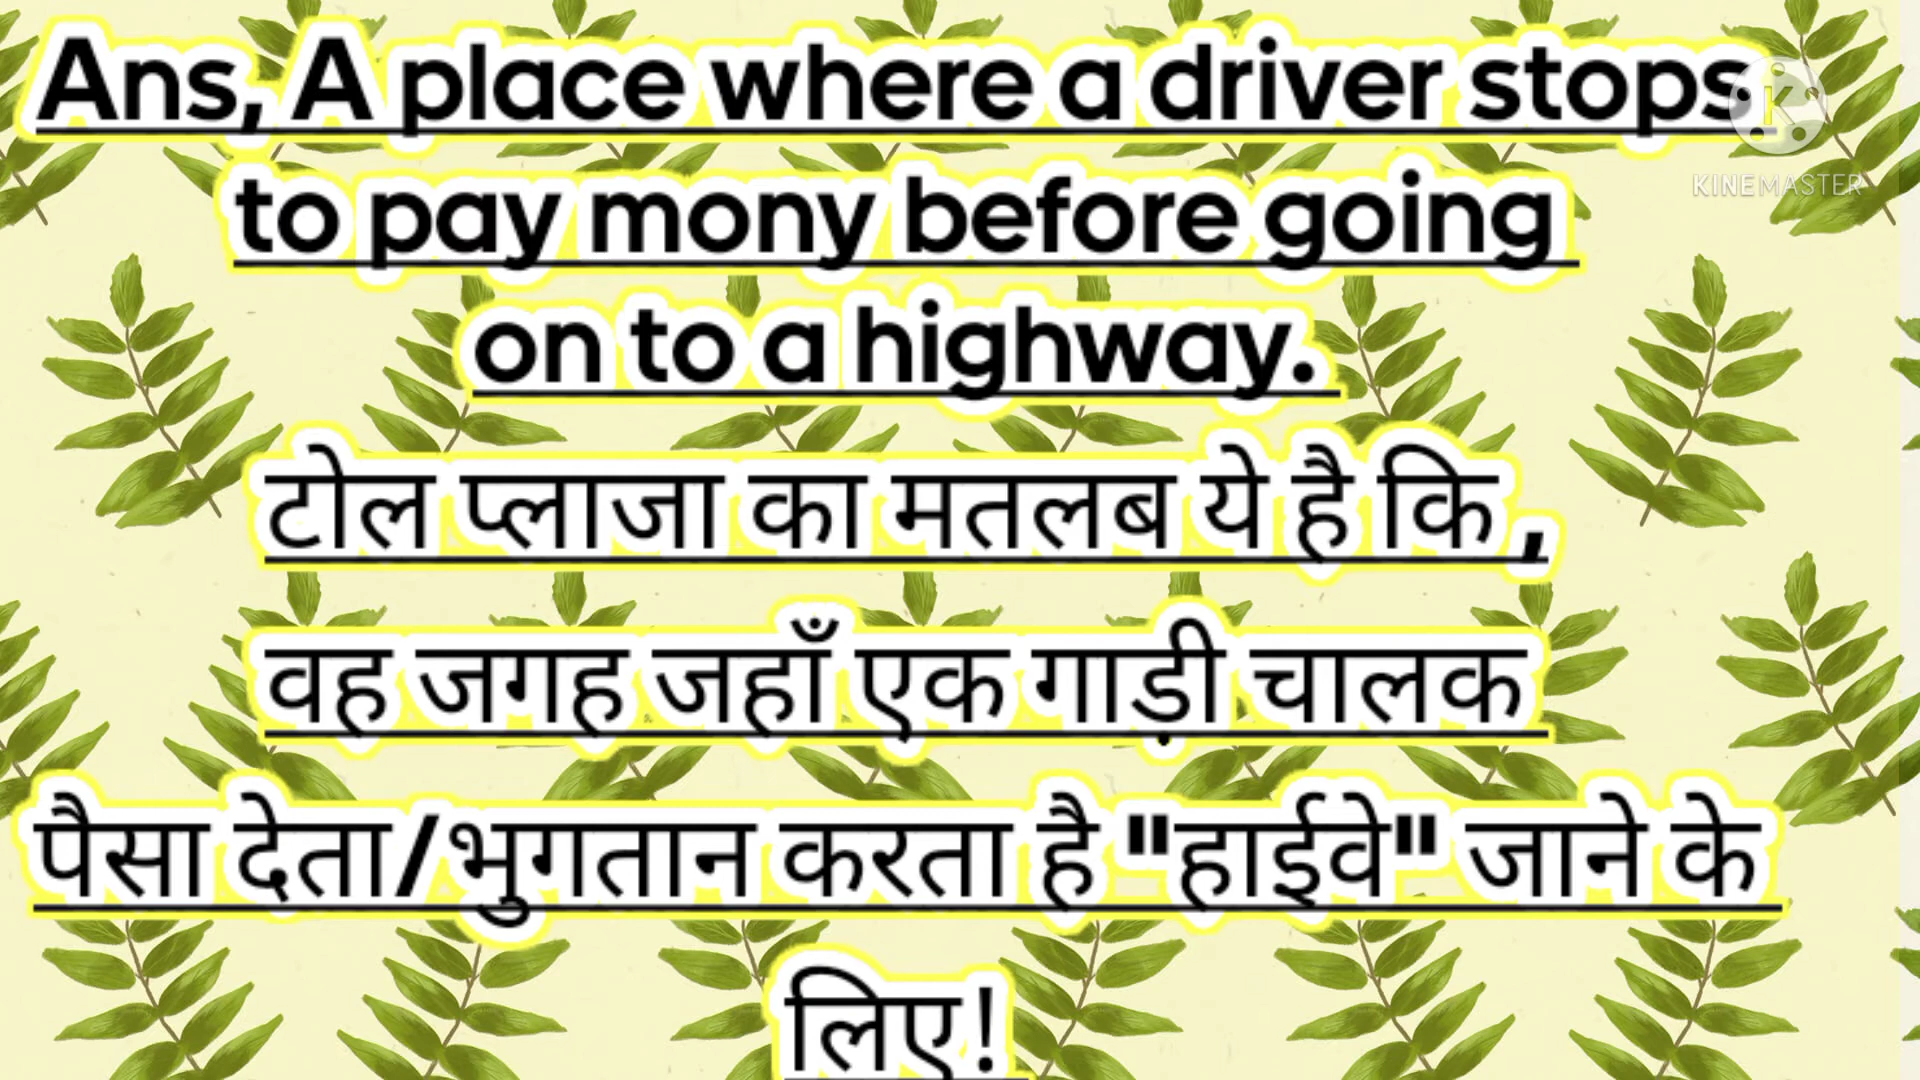 Ans, A place where a driver stops
to pay mony before going
on to a highway.
टोल प्लाजा का मतलब ये है कि ,
वह जगह जहाँ एक गाड़ी चालक
पैसा देता/भुगतान करता है "हाईवे" जाने के
लिए!
K
KINEMASTER